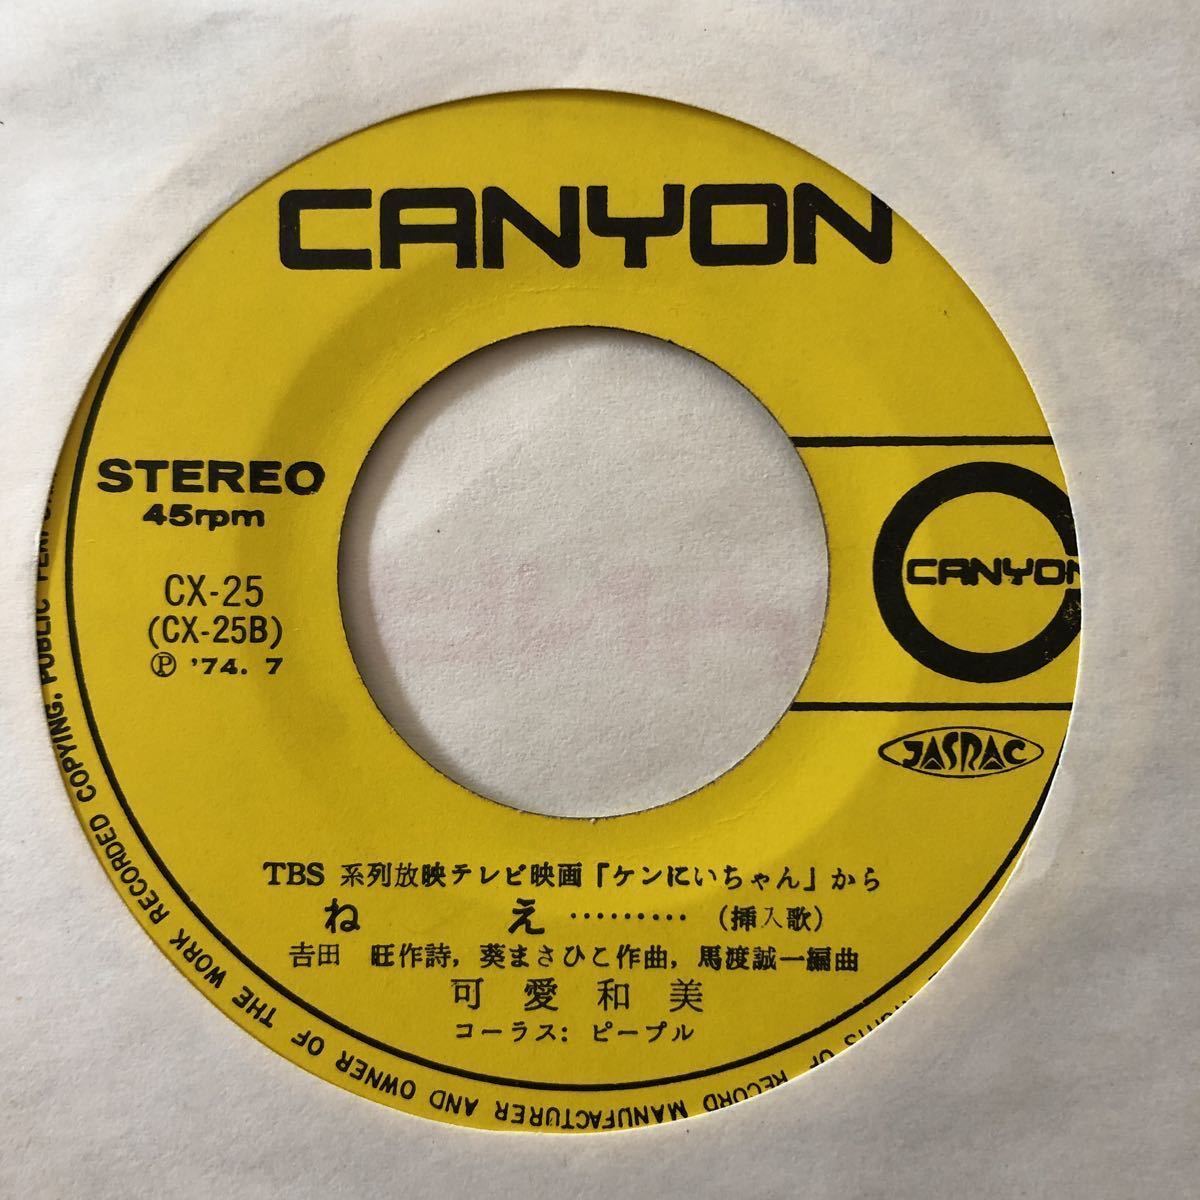 CANYON
STEREO
45rpm
CX-25
(CX-25B)
Ⓟ '74. 7
CANYON
JASRAC
TBS 系列放映テレビ映画「ケンにいちゃん」から
ねえ………(挿入歌)
吉田 旺作詩, 葵まさひこ作曲, 馬渡誠一編曲
可愛和美
コーラス: ピープル
OF RECORD MANUFACTURER AND OWNER OF THE WORK RECORDED COPYING, PUBLIC